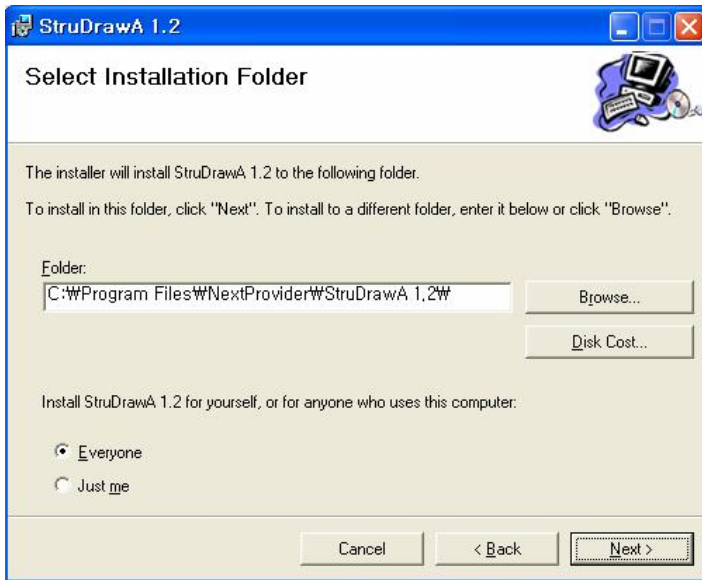 StruDrawA 1.2
Select Installation Folder
The installer will install StruDrawA 1.2 to the following folder.
To install in this folder, click "Next". To install to a different folder, enter it below or click "Browse".
Folder:
C:₩Program Files₩NextProvider₩StruDrawA 1.2₩
Browse...
Disk Cost...
Install StruDrawA 1.2 for yourself, or for anyone who uses this computer:
Everyone
Just me
Cancel
< Back
Next >